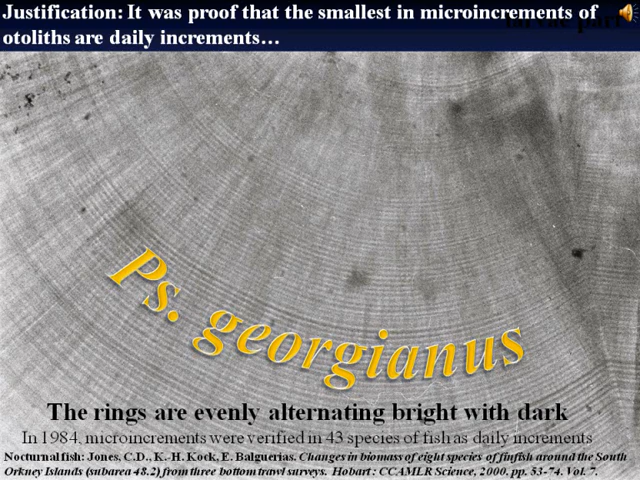 Justification: It was proof that the smallest in microincrements of
otoliths are daily increments…
Ps. georgianus
The rings are evenly alternating bright with dark
In 1984, microincrements were verified in 43 species of fish as daily increments
Nocturnal fish: Jones, C.D., K.-H. Kock, E. Balguerias. Changes in biomass of eight species of finfish around the South
Orkney Islands (subarea 48.2) from three bottom trawl surveys. Hobart : CCAMLR Science, 2000. pp. 53-74. Vol. 7.